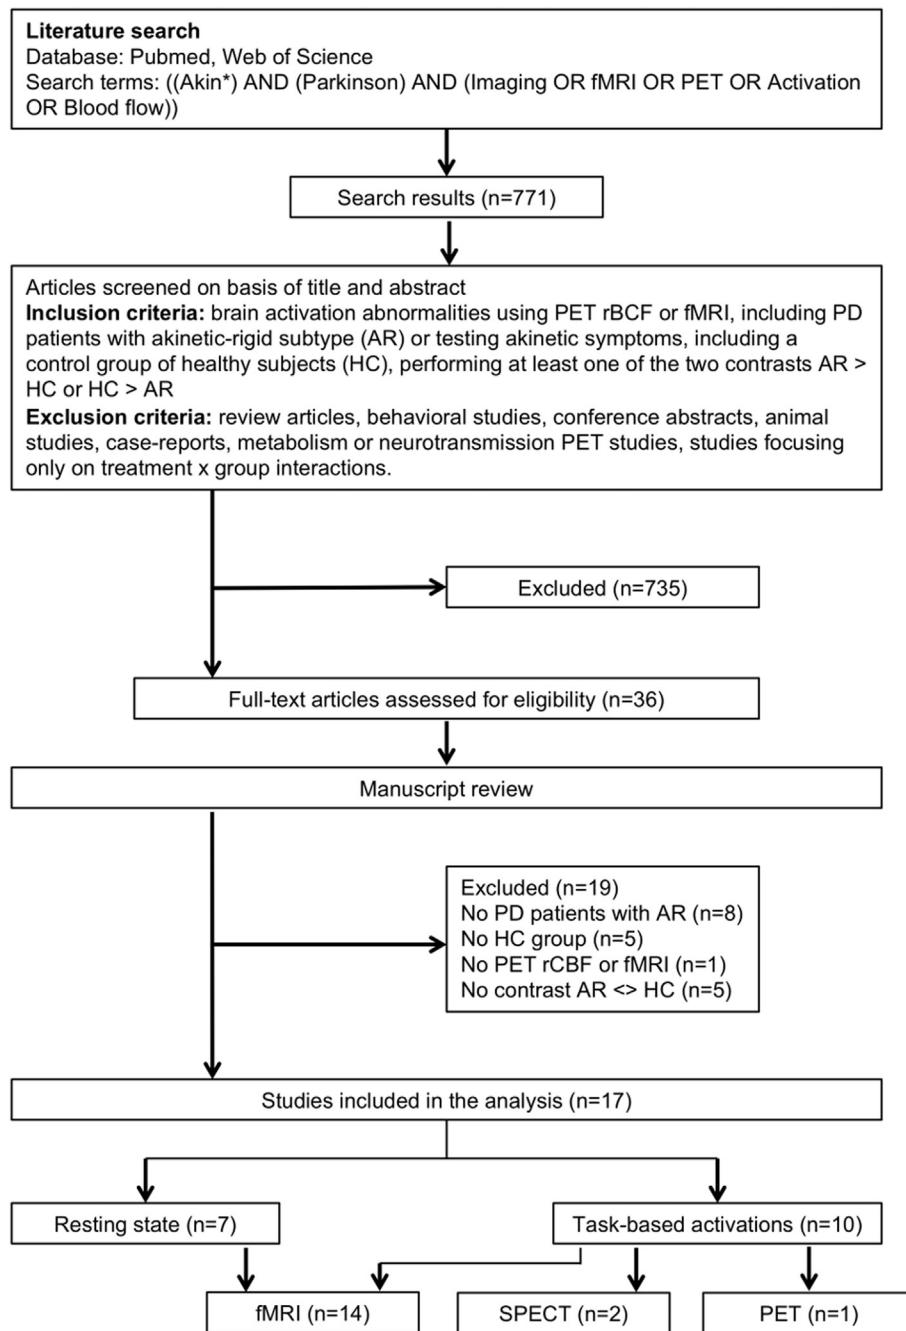 Literature search
Database: Pubmed, Web of Science
Search terms: ((Akin*) AND (Parkinson) AND (Imaging OR fMRI OR PET OR Activation
OR Blood flow))
Search results (n=771)
Articles screened on basis of title and abstract
Inclusion criteria: brain activation abnormalities using PET rBCF or fMRI, including PD
patients with akinetic-rigid subtype (AR) or testing akinetic symptoms, including a
control group of healthy subjects (HC), performing at least one of the two contrasts AR >
HC or HC > AR
Exclusion criteria: review articles, behavioral studies, conference abstracts, animal
studies, case-reports, metabolism or neurotransmission PET studies, studies focusing
only on treatment x group interactions.
Excluded (n=735)
Full-text articles assessed for eligibility (n=36)
Manuscript review
Excluded (n=19)
No PD patients with AR (n=8)
No HC group (n=5)
No PET rCBF or fMRI (n=1)
No contrast AR <> HC (n=5)
Studies included in the analysis (n=17)
Resting state (n=7)
Task-based activations (n=10)
fMRI (n=14)
SPECT (n=2)
PET (n=1)